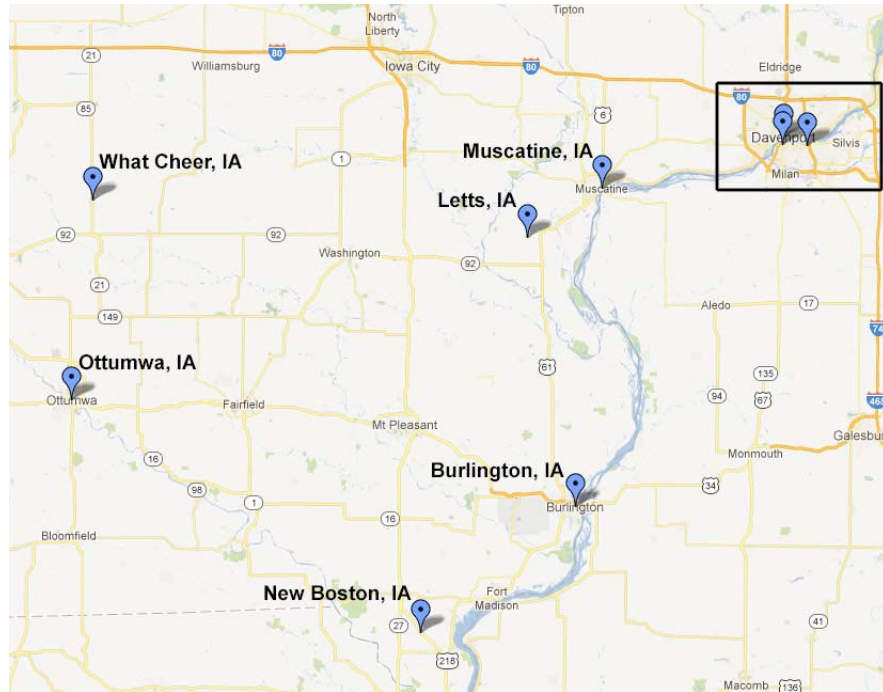 Tipton
North
Liberty
21
80
Williamsburg
Iowa City
80
Eldridge
80
85
6
Davenport
Silvis
What Cheer, IA
1
Muscatine, IA
Milan
Muscatine
Letts, IA
92
92
Washington
92
21
Aledo
17
149
74
Ottumwa, IA
61
135
Ottumwa
Fairfield
94
67
Mt Pleasant
Galesburg
Monmouth
16
Burlington, IA
34
98
1
Burlington
16
Bloomfield
New Boston, IA
Fort
Madison
27
41
218
Macomb
136